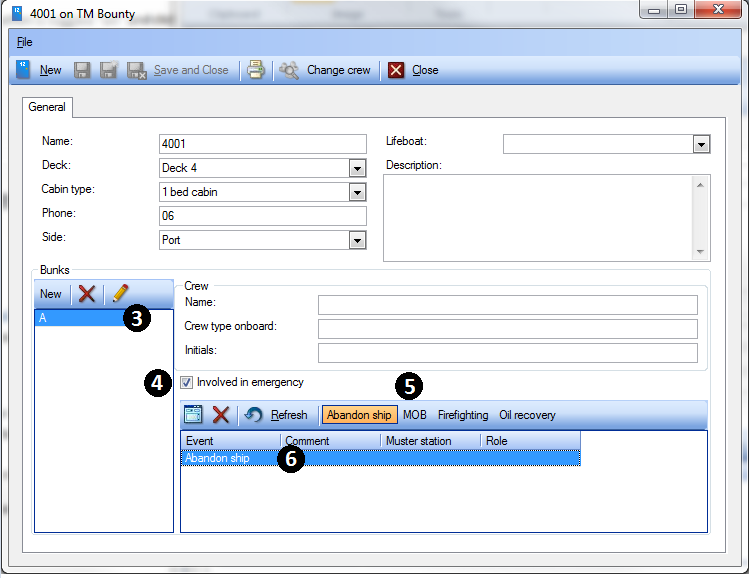 4001 on TM Bounty
File
New Save and Close Change crew Close
General
Name: 4001 Lifeboat:
Deck: Deck 4 Description:
Cabin type: 1 bed cabin
Phone: 06
Side: Port
Bunks
New
A 3
Crew
Name:
Crew type onboard:
Initials:
4 Involved in emergency 5
Refresh Abandon ship MOB Firefighting Oil recovery
Event Comment Muster station Role
Abandon ship 6